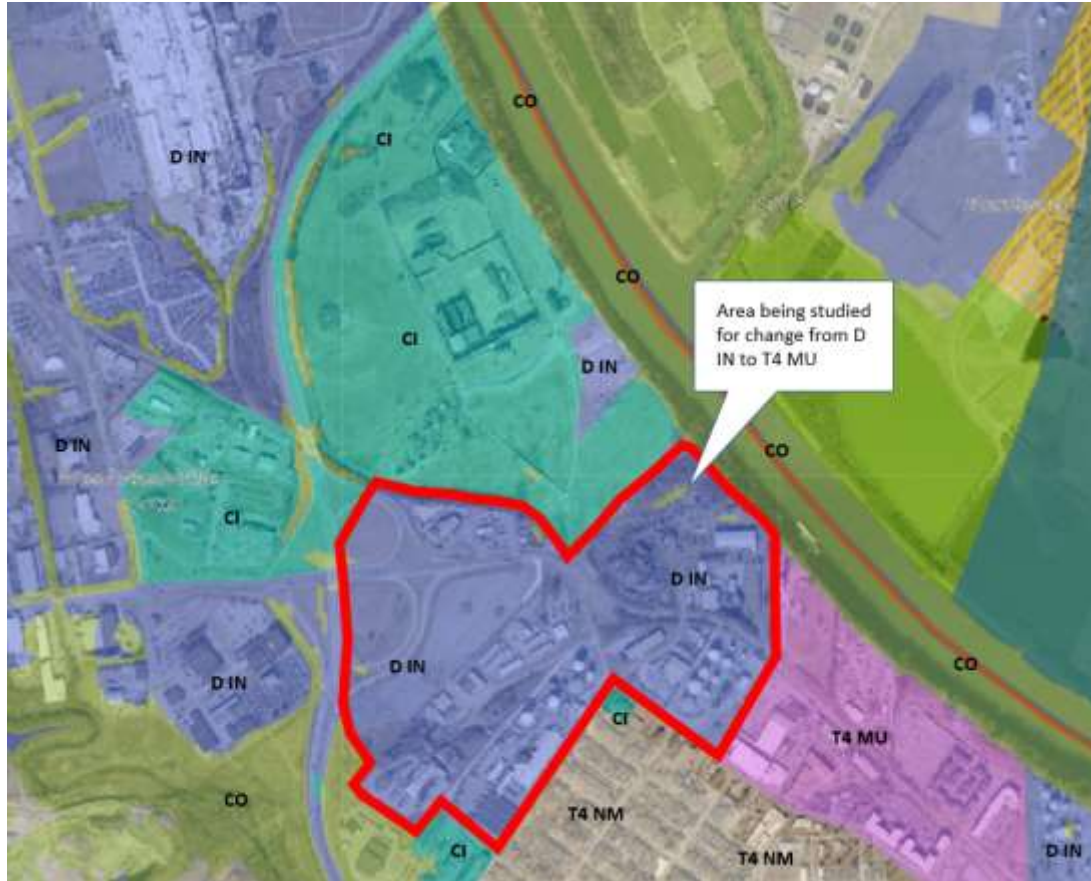 CO
CI
D IN
CO
CI
D IN
Area being studied
for change from D
IN to T4 MU
D IN
CI
CO
D IN
D IN
D IN
CO
CI
T4 MU
CO
T4 NM
CI
T4 NM
D IN